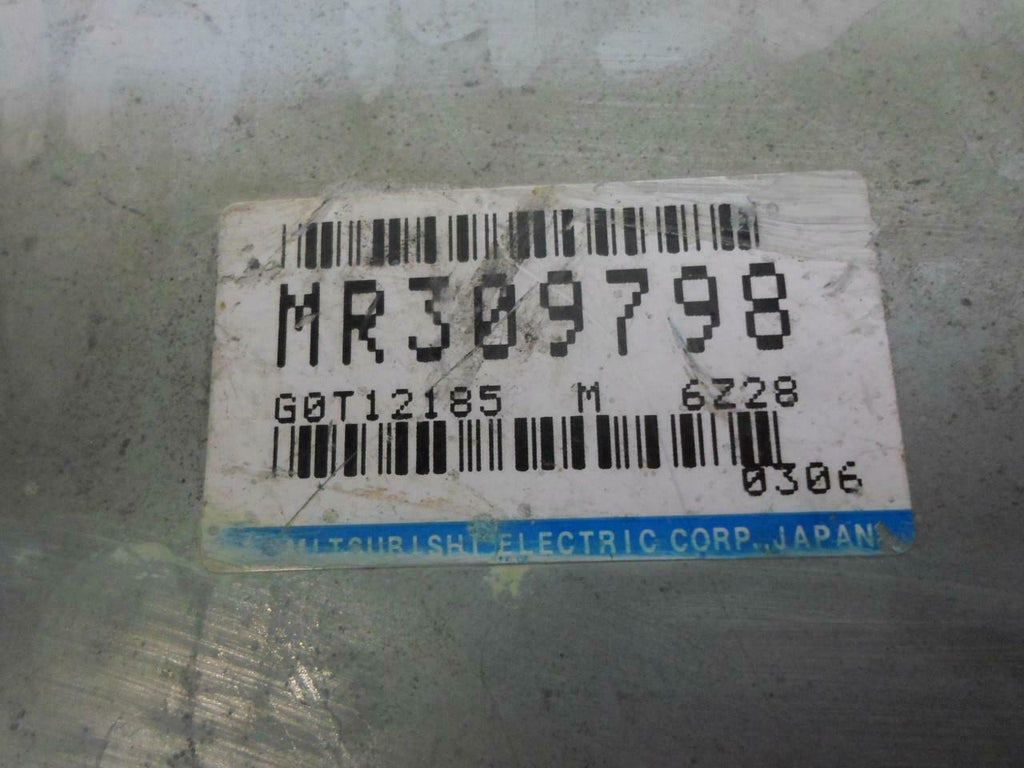 MR309798
G0T12185 M 6Z28
0306
MITSUBISHI ELECTRIC CORP., JAPAN